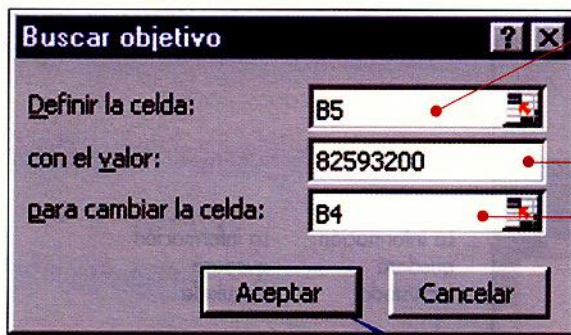 Buscar objetivo ? X
Definir la celda: B5
con el valor: 82593200
para cambiar la celda: B4
Aceptar Cancelar